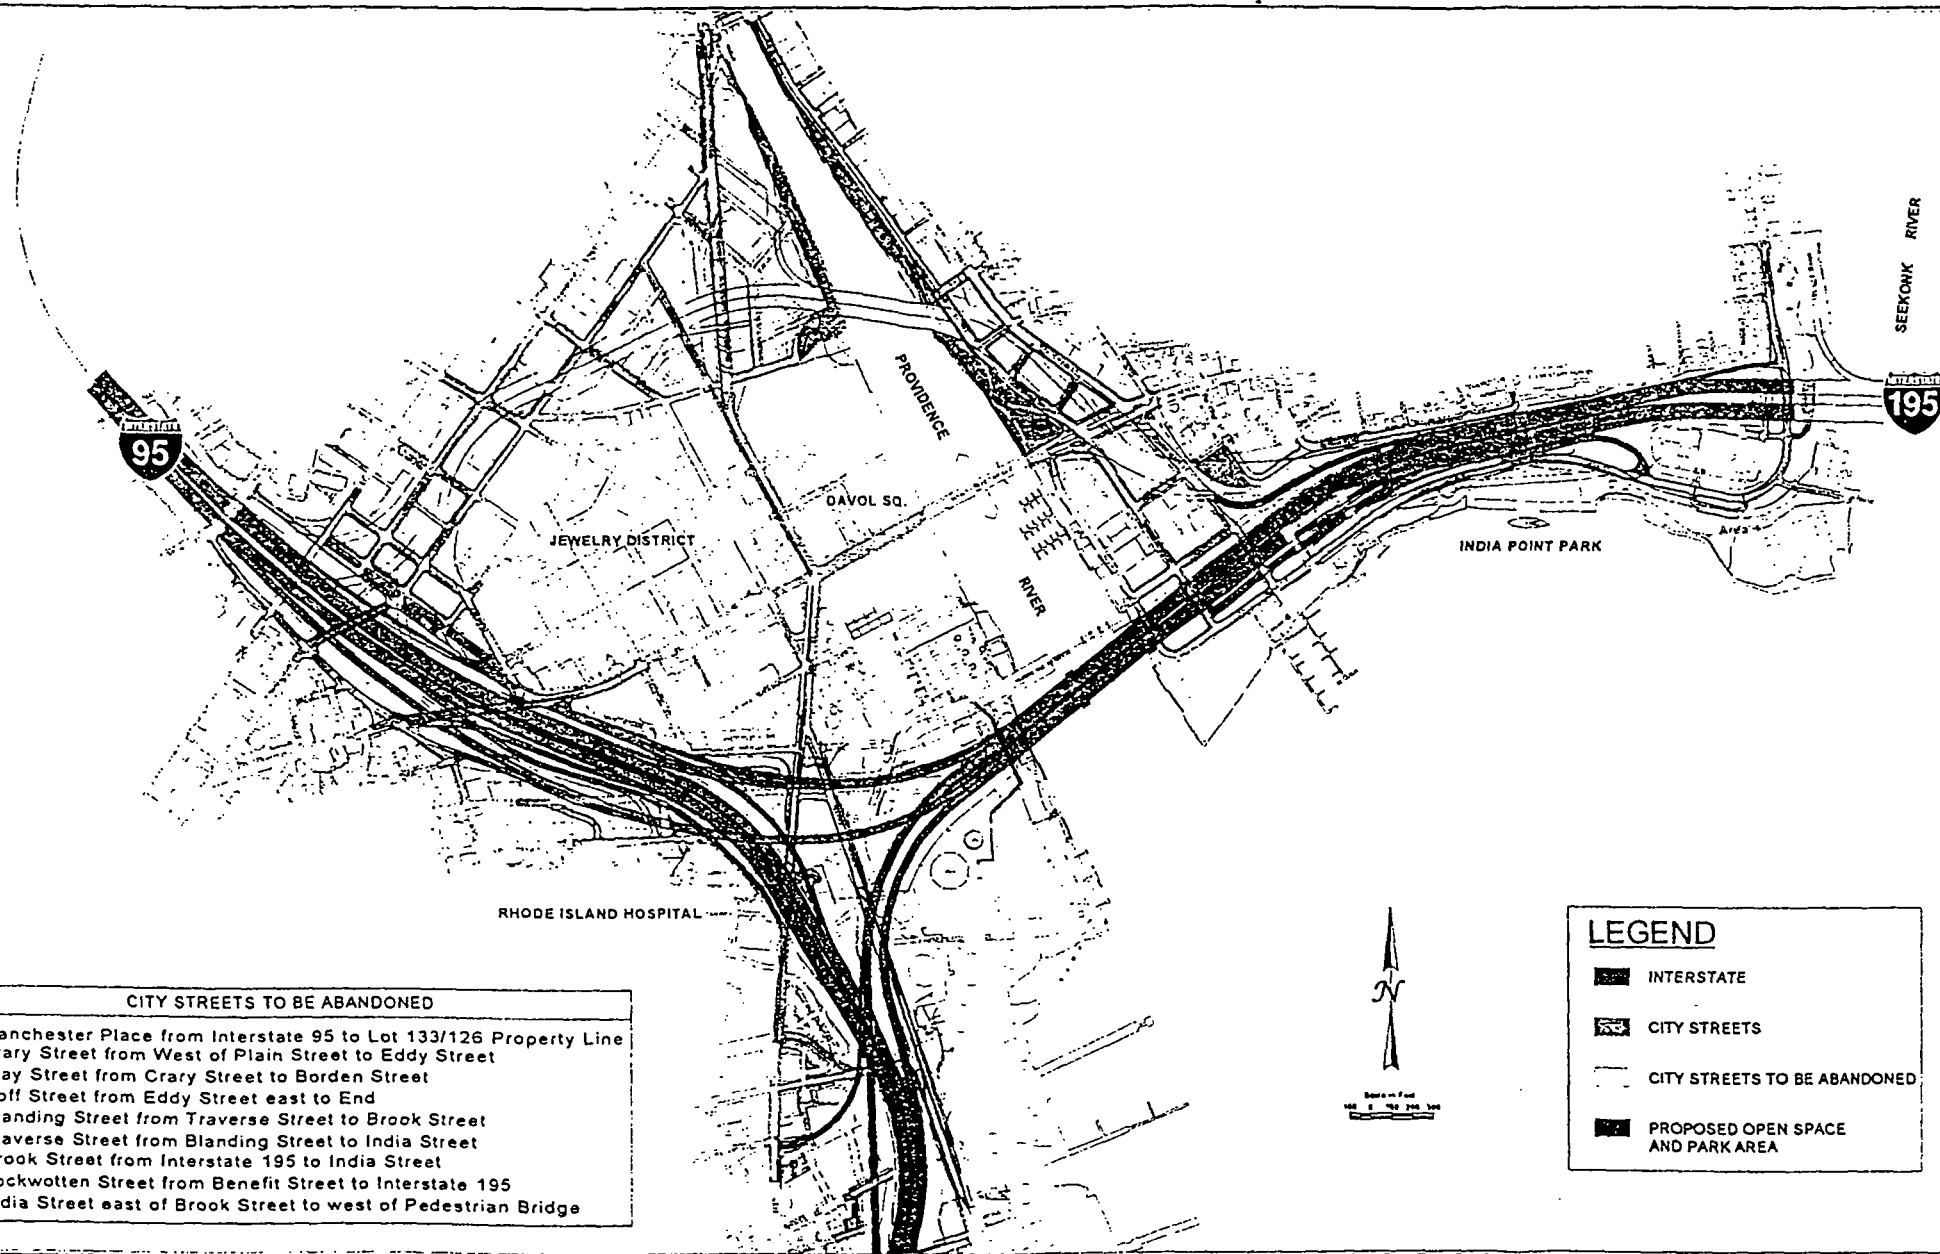 SEEKONK RIVER
INTERSTATE
195
PROVIDENCE
INTERSTATE
95
DAVOL SQ.
JEWELRY DISTRICT
INDIA POINT PARK
Area
RIVER
RHODE ISLAND HOSPITAL
N
LEGEND
INTERSTATE
CITY STREETS
CITY STREETS TO BE ABANDONED
PROPOSED OPEN SPACE
AND PARK AREA
CITY STREETS TO BE ABANDONED
anchester Place from Interstate 95 to Lot 133/126 Property Line
ary Street from West of Plain Street to Eddy Street
ay Street from Crary Street to Borden Street
off Street from Eddy Street east to End
anding Street from Traverse Street to Brook Street
averse Street from Blanding Street to India Street
rook Street from Interstate 195 to India Street
ockwotten Street from Benefit Street to Interstate 195
dia Street east of Brook Street to west of Pedestrian Bridge